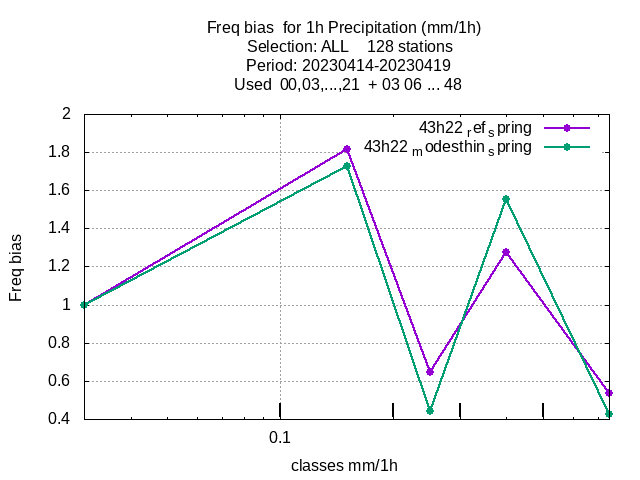 Freq bias  for 1h Precipitation (mm/1h)
Selection: ALL    128 stations
Period: 20230414-20230419
Used  00,03,...,21  + 03 06 ... 48
43h22 ref spring
43h22 modesthin spring
2
1.8
1.6
1.4
1.2
1
0.8
0.6
0.4
Freq bias
0.1
classes mm/1h